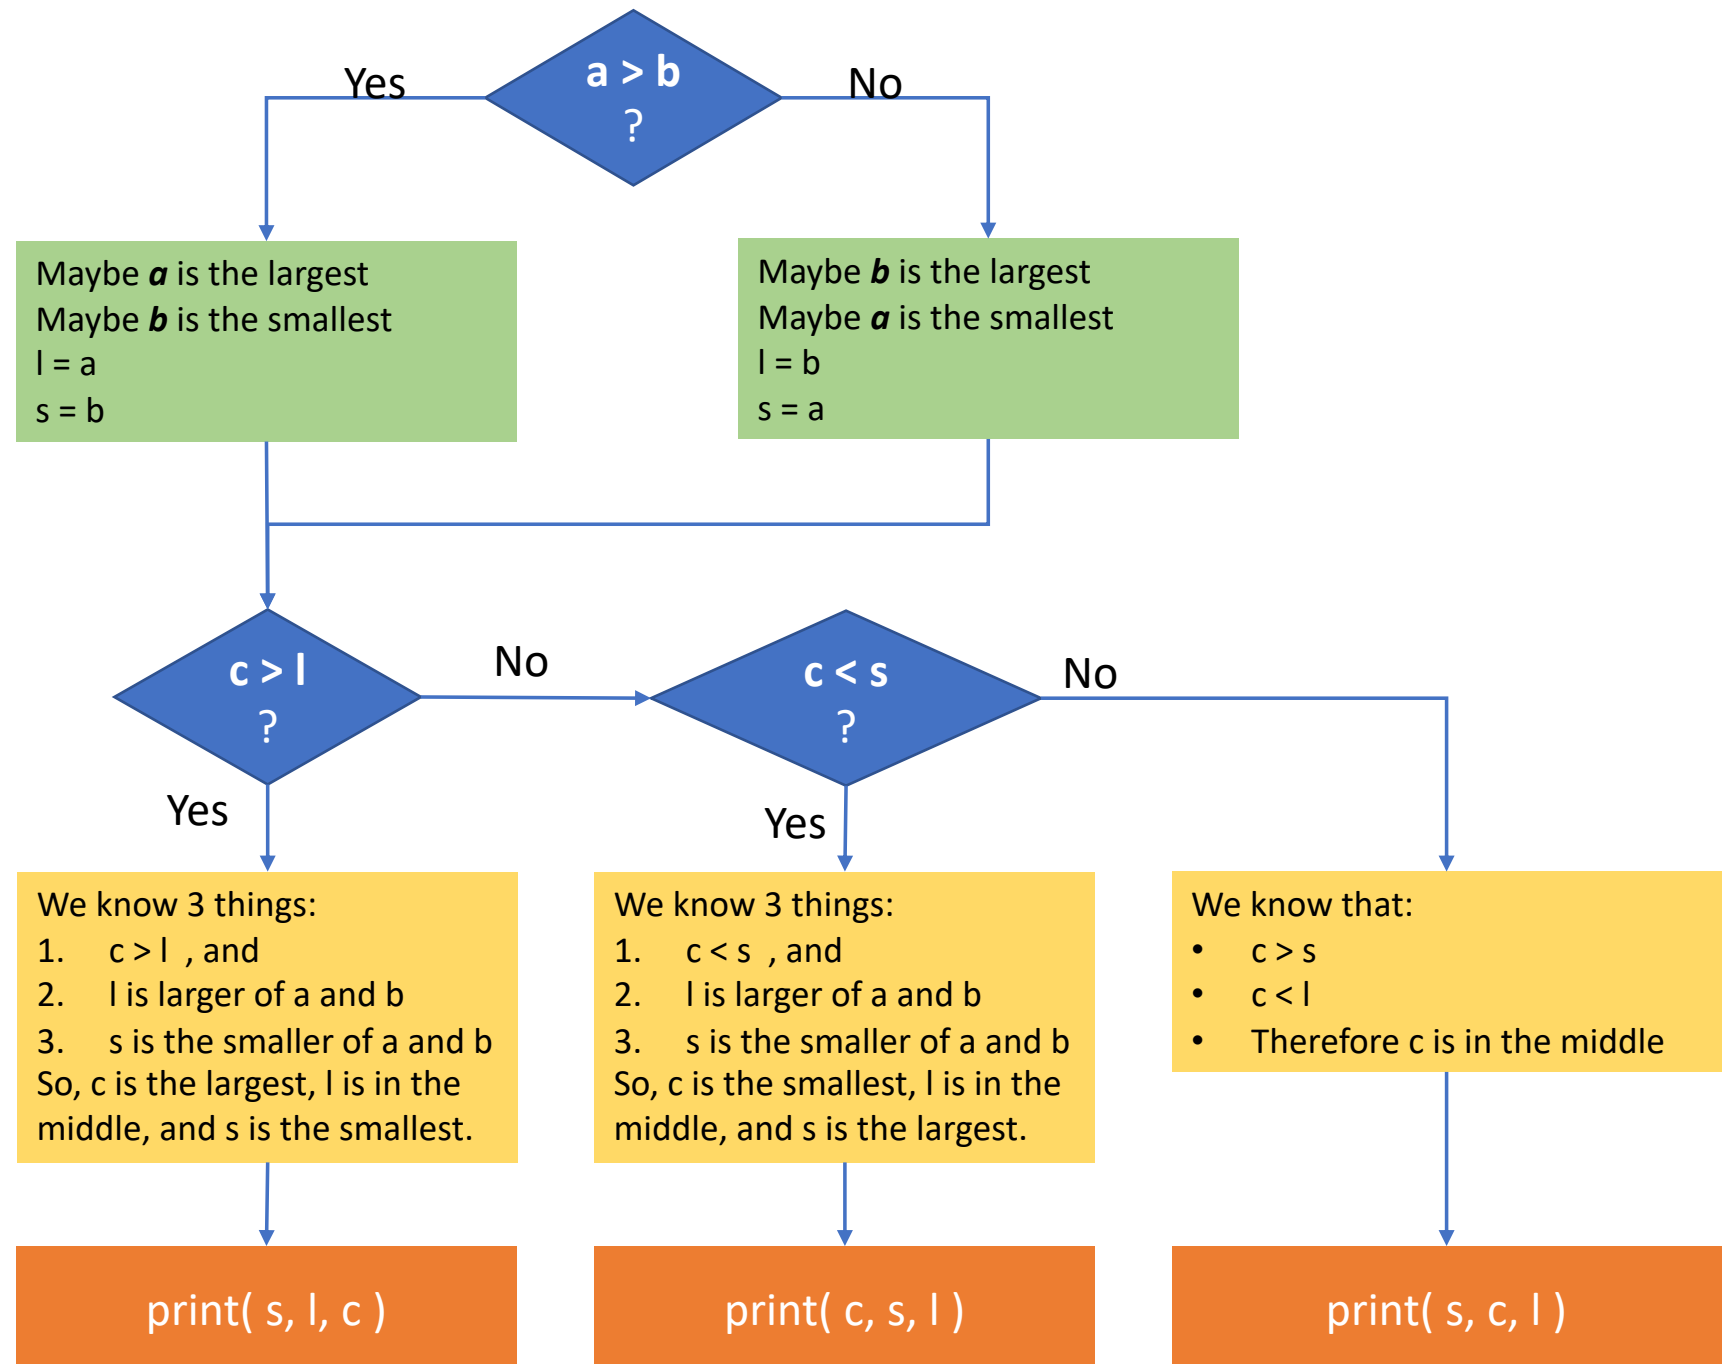 a > b
?
Yes
No
Maybe a is the largest
Maybe b is the smallest
l = a
s = b
Maybe b is the largest
Maybe a is the smallest
l = b
s = a
c > l
?
No
c < s
?
No
Yes
Yes
We know 3 things:
1. c > l , and
2. l is larger of a and b
3. s is the smaller of a and b
So, c is the largest, l is in the
middle, and s is the smallest.
We know 3 things:
1. c < s , and
2. l is larger of a and b
3. s is the smaller of a and b
So, c is the smallest, l is in the
middle, and s is the largest.
We know that:
• c > s
• c < l
• Therefore c is in the middle
print( s, l, c )
print( c, s, l )
print( s, c, l )